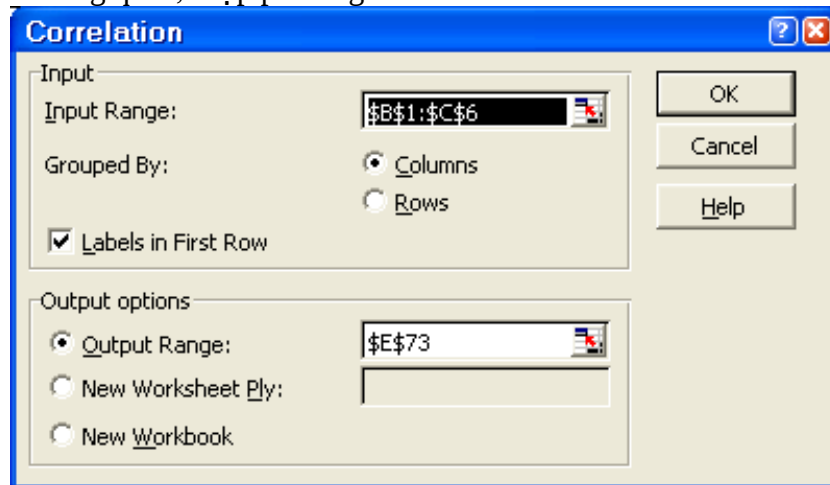 Correlation
Input
Input Range: $B$1:$C$6
Grouped By: Columns
Rows
Labels in First Row
OK
Cancel
Help
Output options
Output Range: $E$73
New Worksheet Ply:
New Workbook